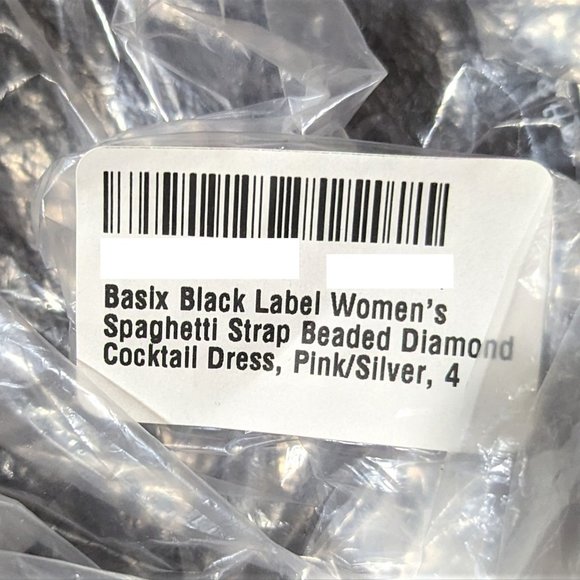 Basix Black Label Women's
Spaghetti Strap Beaded Diamond
Cocktail Dress, Pink/Silver, 4